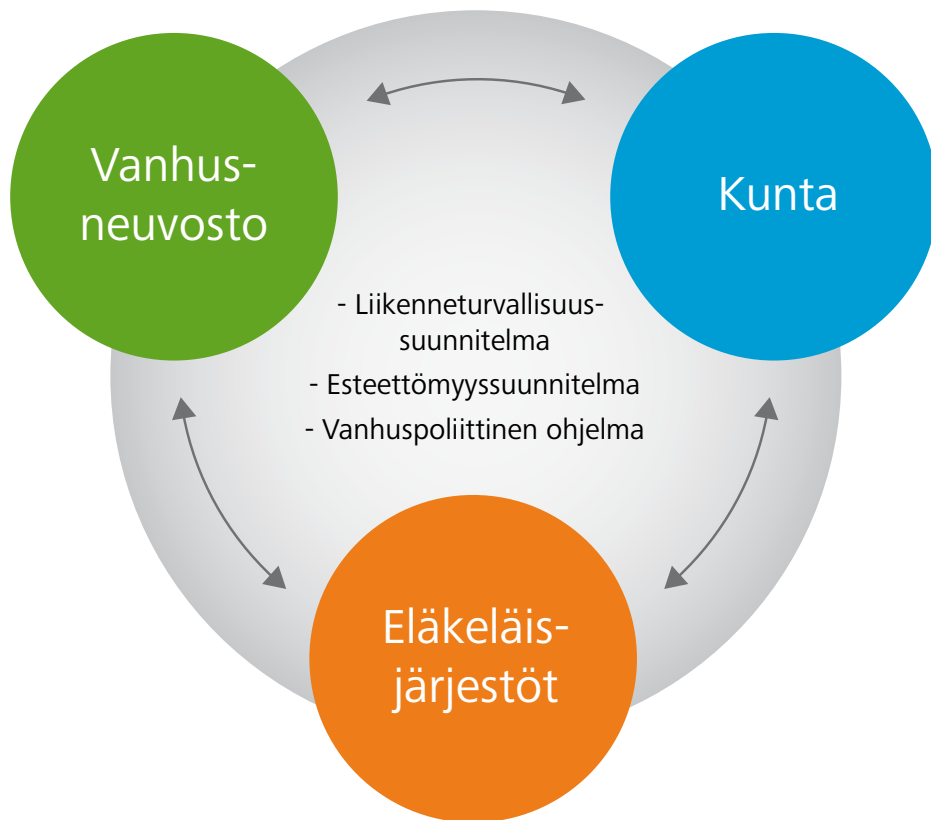 Vanhus-
neuvosto
Kunta
- Liikenneturvallisuus-
suunnitelma
- Esteettömyyssuunnitelma
- Vanhuspoliittinen ohjelma
Eläkeläis-
järjestöt